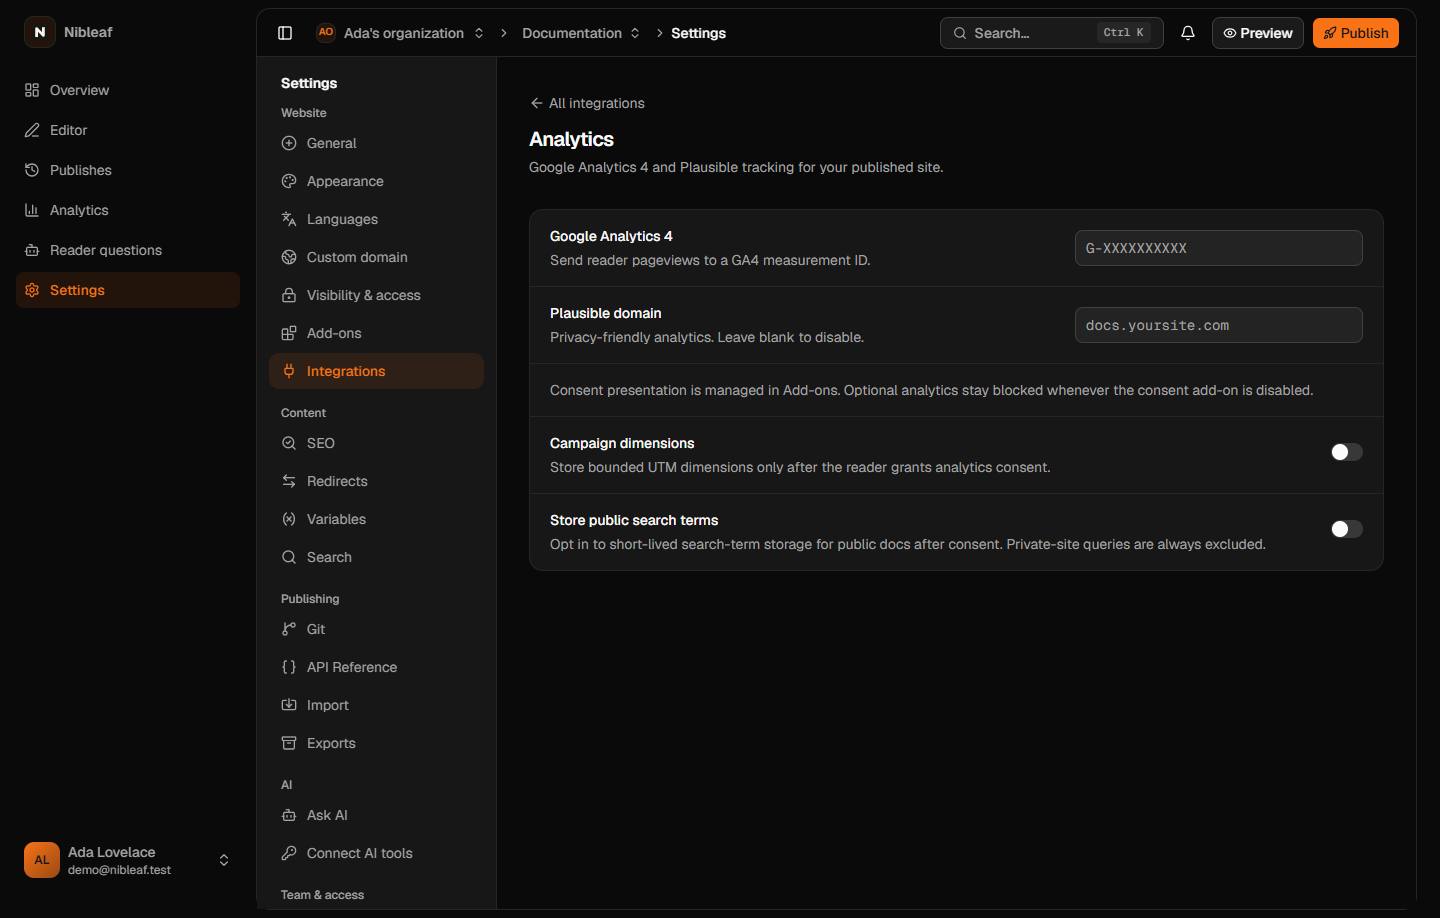 N Nibleaf
Overview
Editor
Publishes
Analytics
Reader questions
Settings
AL Ada Lovelace
demo@nibleaf.test
AO Ada's organization
Documentation
Settings
Search...
Ctrl K
Preview
Publish
Settings
Website
General
Appearance
Languages
Custom domain
Visibility & access
Add-ons
Integrations
Content
SEO
Redirects
Variables
Search
Publishing
Git
API Reference
Import
Exports
AI
Ask AI
Connect AI tools
Team & access
All integrations
Analytics
Google Analytics 4 and Plausible tracking for your published site.
Google Analytics 4
Send reader pageviews to a GA4 measurement ID.
G-XXXXXXXXXX
Plausible domain
Privacy-friendly analytics. Leave blank to disable.
docs.yoursite.com
Consent presentation is managed in Add-ons. Optional analytics stay blocked whenever the consent add-on is disabled.
Campaign dimensions
Store bounded UTM dimensions only after the reader grants analytics consent.
Store public search terms
Opt in to short-lived search-term storage for public docs after consent. Private-site queries are always excluded.